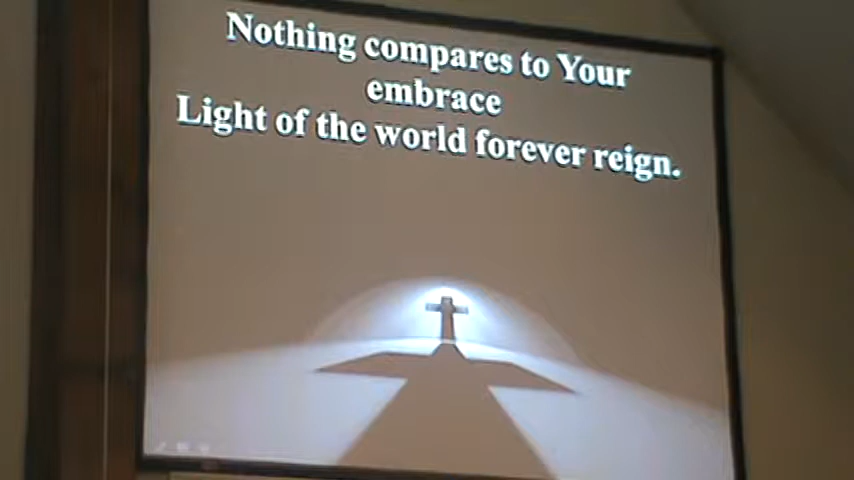 Nothing compares to Your
embrace
Light of the world forever reign.